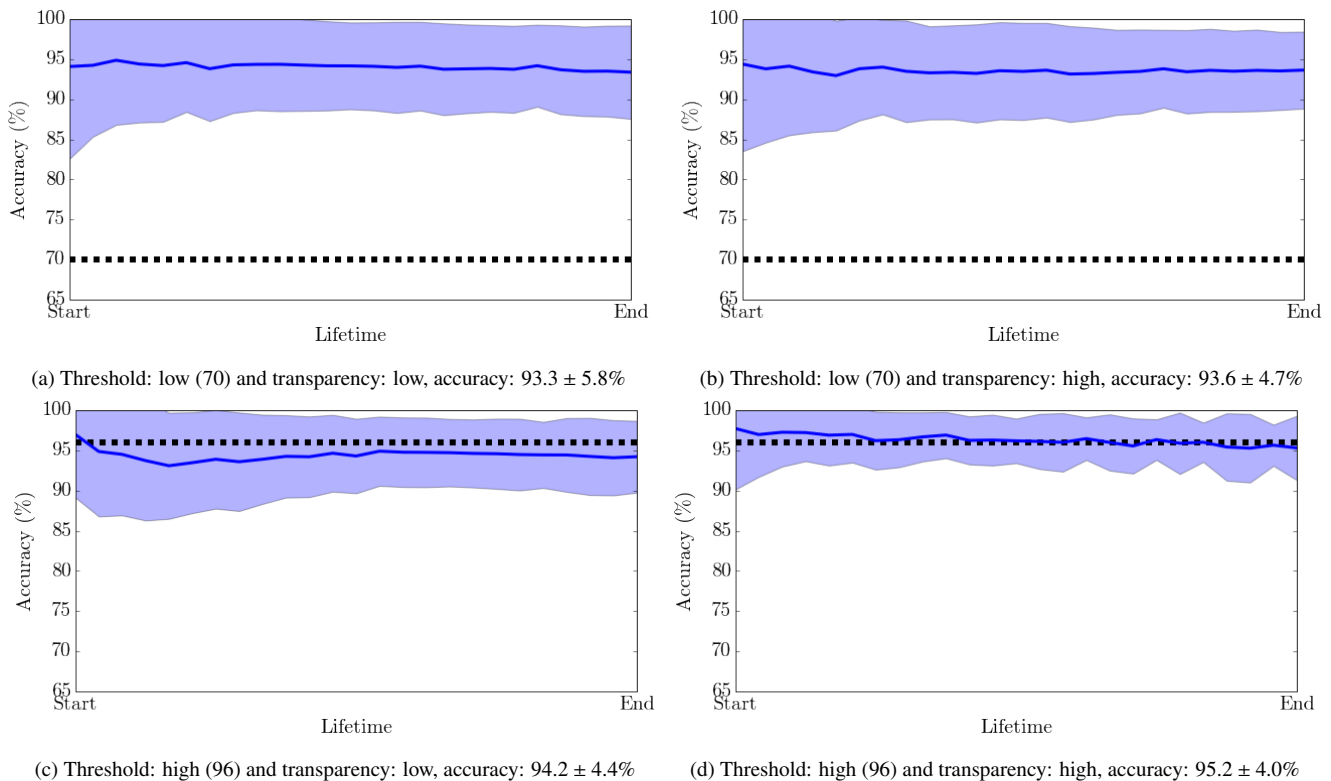 100
95
90
85
80
75
70
65
Accuracy (%)
Start
End
Lifetime
(a) Threshold: low (70) and transparency: low, accuracy: 93.3 ± 5.8%
100
95
90
85
80
75
70
65
Accuracy (%)
Start
End
Lifetime
(b) Threshold: low (70) and transparency: high, accuracy: 93.6 ± 4.7%
100
95
90
85
80
75
70
65
Accuracy (%)
Start
End
Lifetime
(c) Threshold: high (96) and transparency: low, accuracy: 94.2 ± 4.4%
100
95
90
85
80
75
70
65
Accuracy (%)
Start
End
Lifetime
(d) Threshold: high (96) and transparency: high, accuracy: 95.2 ± 4.0%